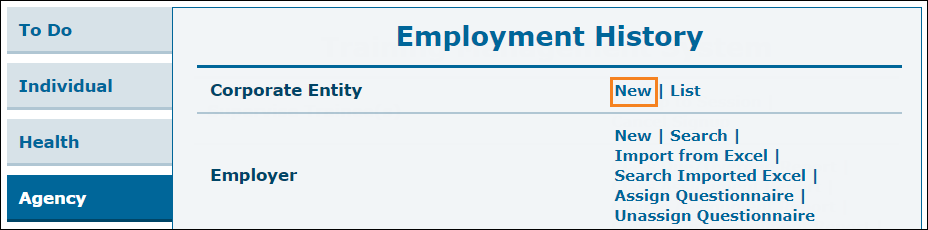 To Do
Individual
Health
Agency
Employment History
Corporate Entity
New | List
Employer
New | Search |
Import from Excel |
Search Imported Excel |
Assign Questionnaire |
Unassign Questionnaire